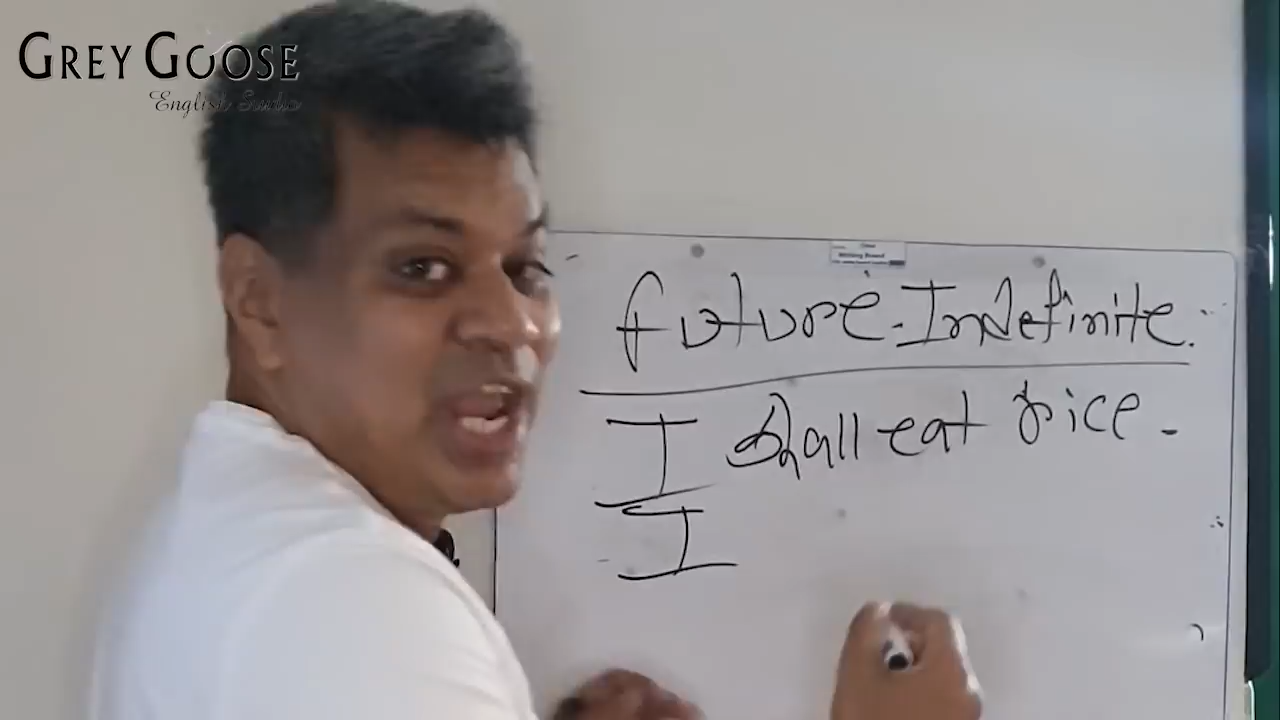 GREY GOOSE
English Studio
Future-Indefinite.
I shall eat rice.
I